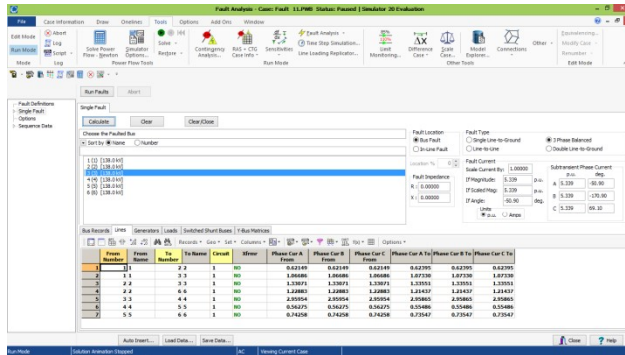 Fault Analysis - Case: Fault 11.PWB Status: Paused | Simulator 20 Evaluation
File Case Information Draw Onelines Tools Options Add Ons Window
Edit Mode
Run Mode
Abort
Log
Script
Solve Power Flow - Newton
Simulator Options...
Solve
Restore
Contingency Analysis...
RAS + CTG Case Info
Sensitivities
Fault Analysis
Time Step Simulation...
Line Loading Replicator...
Limit Monitoring...
Difference Case
Scale Case
Model Explorer...
Connections
Other
Equivalencing...
Modify Case
Renumber
Mode Log Power Flow Tools Run Mode Other Tools Edit Mode
Run Faults Abort
Fault Definitions
Single Fault
Options
Sequence Data
Single Fault
Calculate Clear Clear/Close
Choose the Faulted Bus
Sort by Name Number
1 (1) [138.0 kV]
2 (2) [138.0 kV]
3 (3) [138.0 kV]
4 (4) [138.0 kV]
5 (5) [138.0 kV]
6 (6) [138.0 kV]
Fault Location
Bus Fault
In-Line Fault
Location % 0
Fault Impedance
R : 0.00000
X : 0.00000
Fault Type
Single Line-to-Ground 3 Phase Balanced
Line-to-Line Double Line-to-Ground
Fault Current
Scale Current By: 1.00000
If Magnitude: 5.339 p.u.
If Scaled Mag: 5.339 p.u.
If Angle: -50.90 deg.
Units
p.u. Amps
Subtransient Phase Current
p.u. deg.
A 5.339 -50.90
B 5.339 -170.90
C 5.339 69.10
Bus Records Lines Generators Loads Switched Shunt Buses Y-Bus Matrices
Records Geo Set Columns Options
From Number From Name To Number To Name Circuit Xfrmr Phase Cur A From Phase Cur B From Phase Cur C From Phase Cur A To Phase Cur B To Phase Cur C To
1 1 1 2 2 1 NO 0.62149 0.62149 0.62149 0.62395 0.62395 0.62395
2 1 1 3 3 1 NO 1.06686 1.06686 1.06686 1.07330 1.07330 1.07330
3 2 2 3 3 1 NO 1.33071 1.33071 1.33071 1.33551 1.33551 1.33551
4 2 2 6 6 1 NO 1.22883 1.22883 1.22883 1.21437 1.21437 1.21437
5 3 3 4 4 1 NO 2.95954 2.95954 2.95954 2.95865 2.95865 2.95865
6 4 4 5 5 1 NO 0.56275 0.56275 0.56275 0.55486 0.55486 0.55486
7 5 5 6 6 1 NO 0.74258 0.74258 0.74258 0.73547 0.73547 0.73547
Auto Insert... Load Data... Save Data... Close Help
Run Mode Solution Animation Stopped AC Viewing Current Case